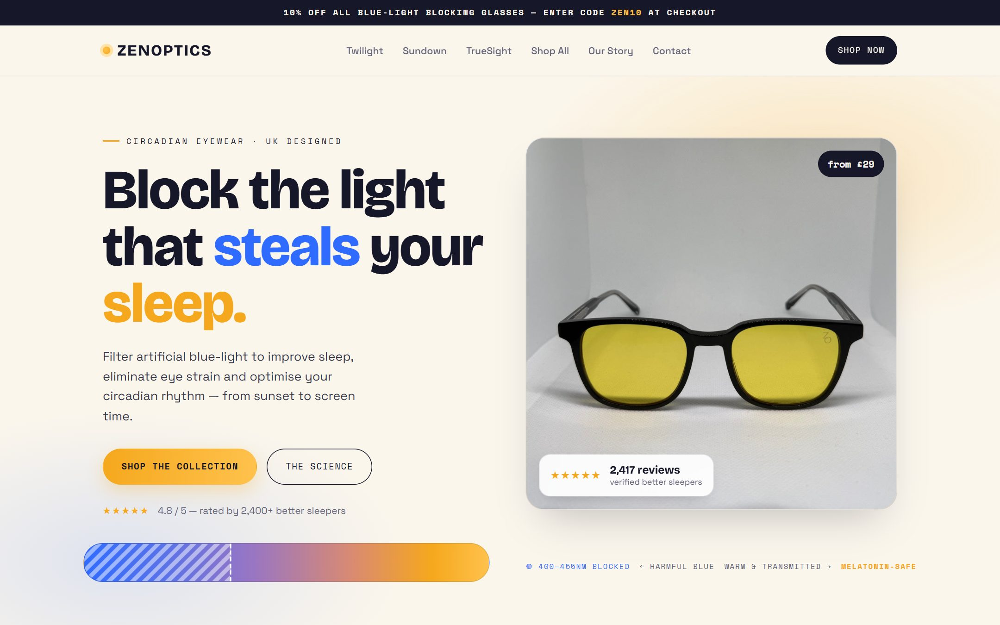 10% OFF ALL BLUE-LIGHT BLOCKING GLASSES — ENTER CODE ZEN10 AT CHECKOUT
ZENOPTICS
Twilight Sundown TrueSight Shop All Our Story Contact
SHOP NOW
CIRCADIAN EYEWEAR · UK DESIGNED
Block the light
that steals your
sleep.
Filter artificial blue-light to improve sleep,
eliminate eye strain and optimise your
circadian rhythm — from sunset to screen
time.
SHOP THE COLLECTION
THE SCIENCE
★★★★★ 4.8 / 5 — rated by 2,400+ better sleepers
from £29
ZO
★★★★★ 2,417 reviews
verified better sleepers
◍ 400–455NM BLOCKED ← HARMFUL BLUE WARM & TRANSMITTED → MELATONIN-SAFE